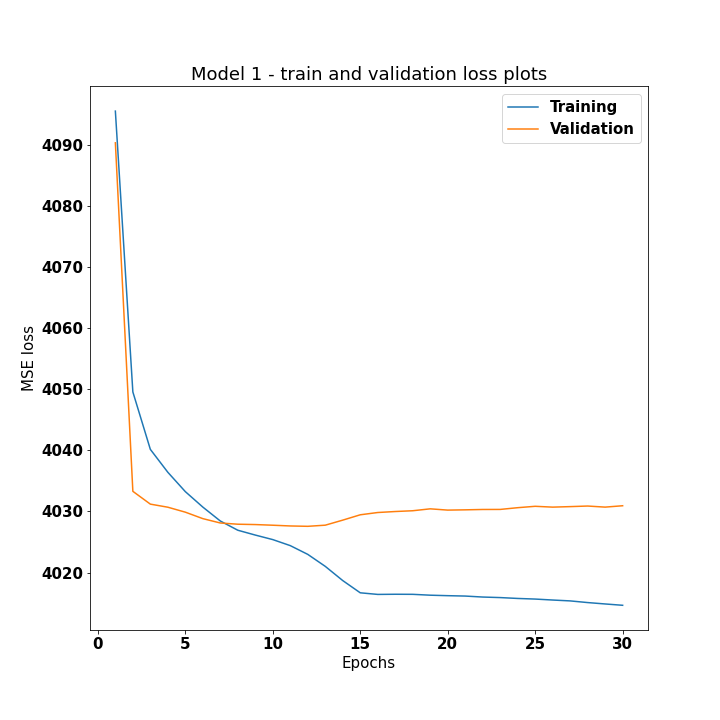 Model 1 - train and validation loss plots
Training
Validation
4090
4080
4070
4060
4050
4040
4030
4020
MSE loss
0 5 10 15 20 25 30
Epochs